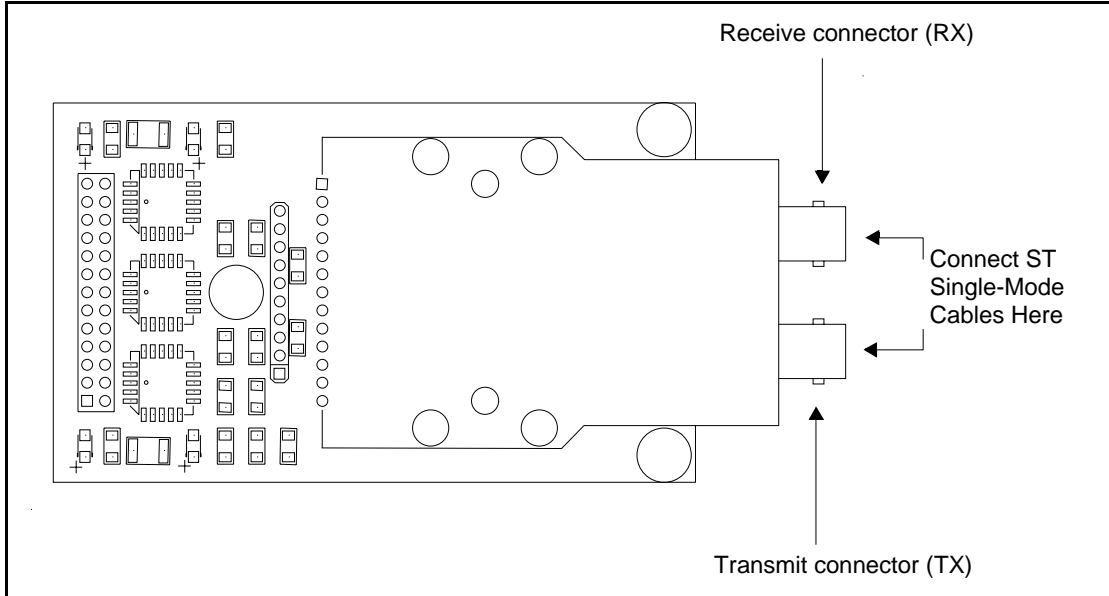 Receive connector (RX)
Connect ST
Single-Mode
Cables Here
Transmit connector (TX)